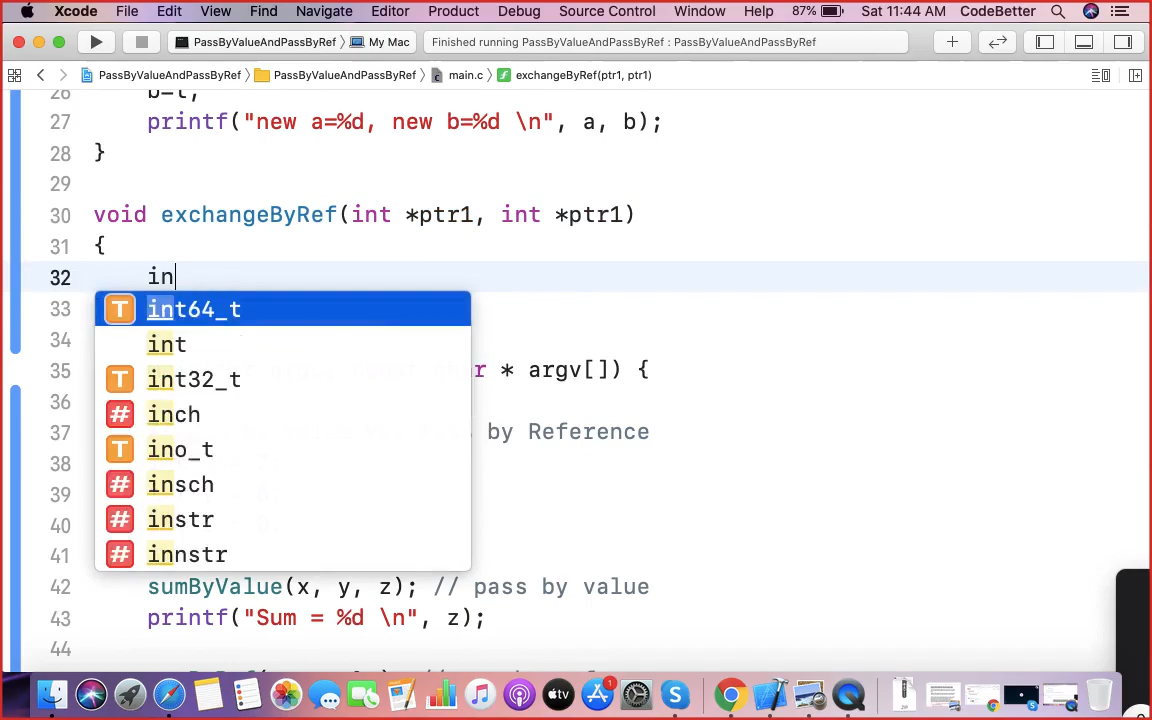 Xcode File Edit View Find Navigate Editor Product Debug Source Control Window Help 87% Sat 11:44 AM CodeBetter
PassByValueAndPassByRef 〉 My Mac Finished running PassByValueAndPassByRef : PassByValueAndPassByRef
PassByValueAndPassByRef 〉 PassByValueAndPassByRef 〉 main.c 〉 exchangeByRef(ptr1, ptr1)
26 b=t;
27 printf("new a=%d, new b=%d \n", a, b);
28 }
29
30 void exchangeByRef(int *ptr1, int *ptr1)
31 {
32 in
33 int64_t
34 int
int32_t
35 * argv[]) {
36 inch
37 by Reference
ino_t
38
39 insch
40 instr
41 innstr
42 sumByValue(x, y, z); // pass by value
43 printf("Sum = %d \n", z);
44